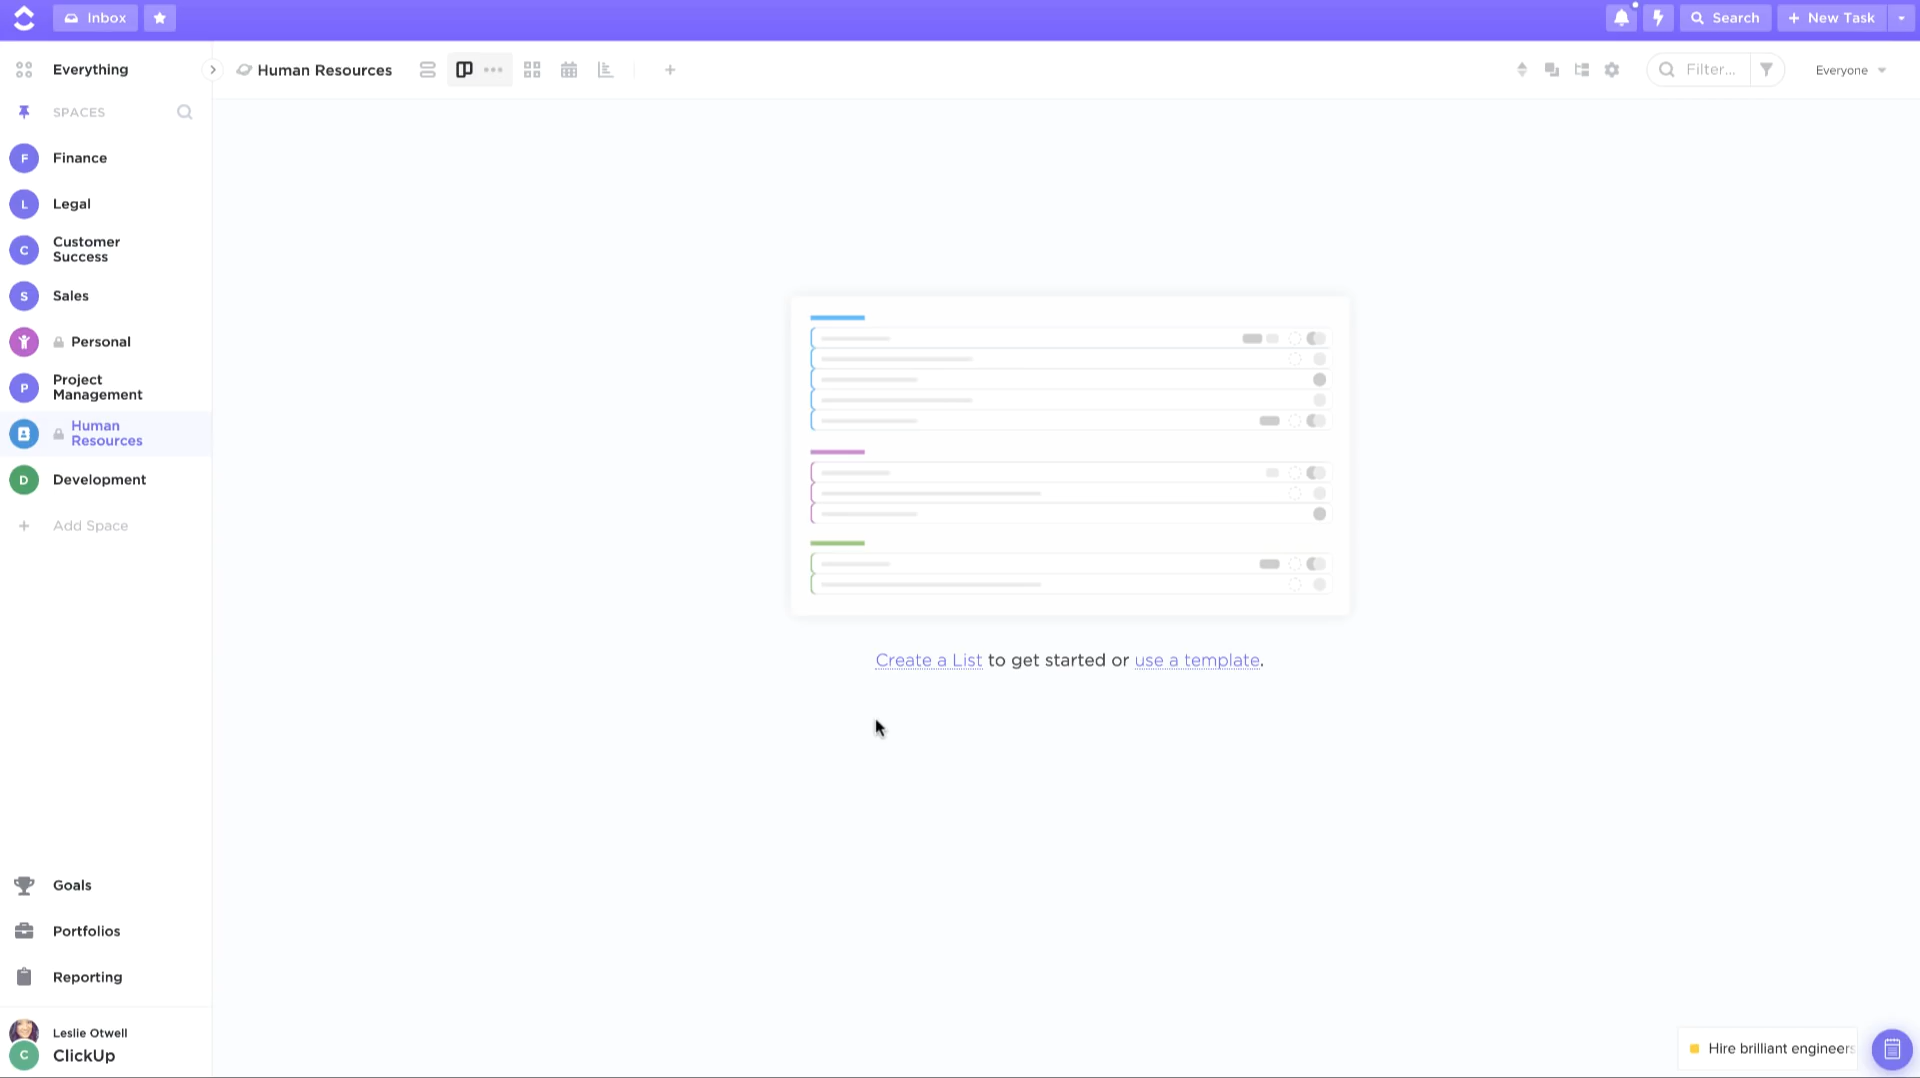 Inbox
Search
+ New Task
Everything
Human Resources
Filter...
Everyone
SPACES
F Finance
L Legal
C Customer
Success
S Sales
Personal
P Project
Management
Human
Resources
D Development
+ Add Space
Create a List to get started or use a template.
Goals
Portfolios
Reporting
Leslie Otwell
C ClickUp
Hire brilliant engineers